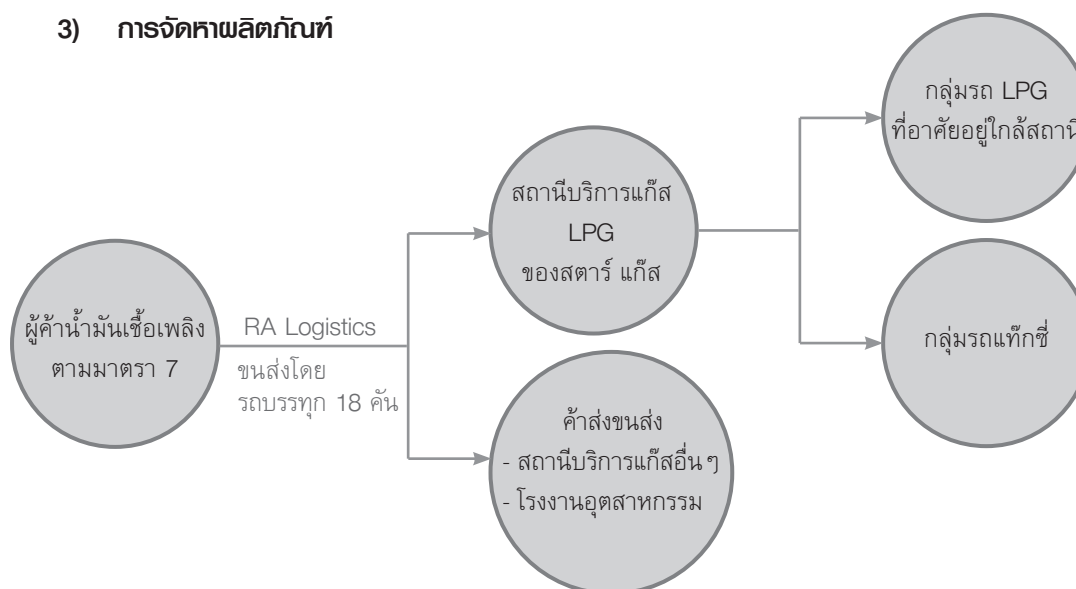 3) การจัดหาผลิตภัณฑ์
ผู้ค้าน้ำมันเชื้อเพลิง
ตามมาตรา 7
RA Logistics
ขนส่งโดย
รถบรรทุก 18 คัน
สถานีบริการแก๊ส
LPG
ของสตาร์ แก๊ส
ค้าส่งขนส่ง
- สถานีบริการแก๊สอื่นๆ
- โรงงานอุตสาหกรรม
กลุ่มรถ LPG
ที่อาศัยอยู่ใกล้สถานี
กลุ่มรถแท๊กซี่